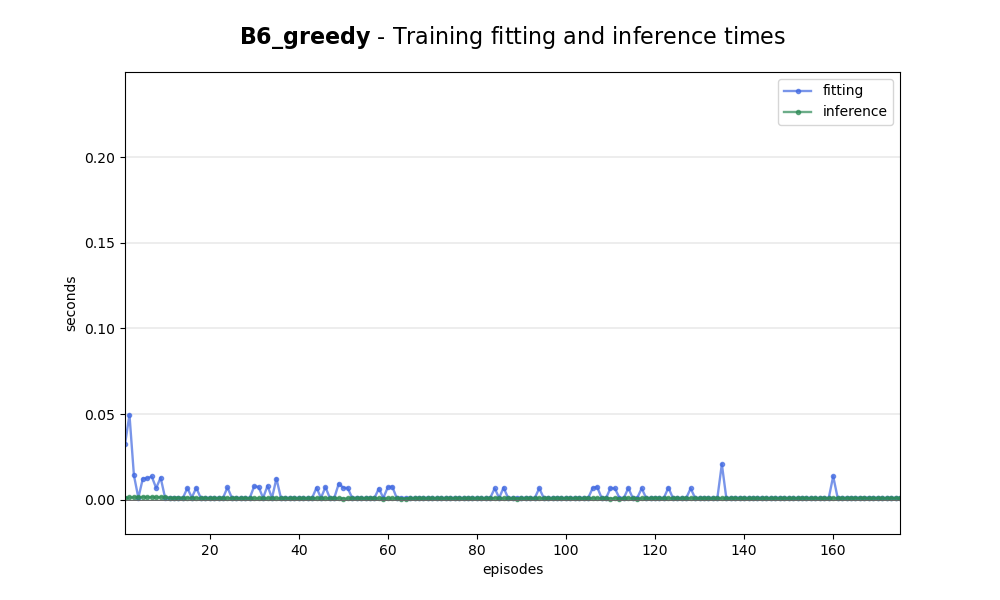 B6_greedy - Training fitting and inference times
fitting
inference
seconds
0.20
0.15
0.10
0.05
0.00
20 40 60 80 100 120 140 160
episodes